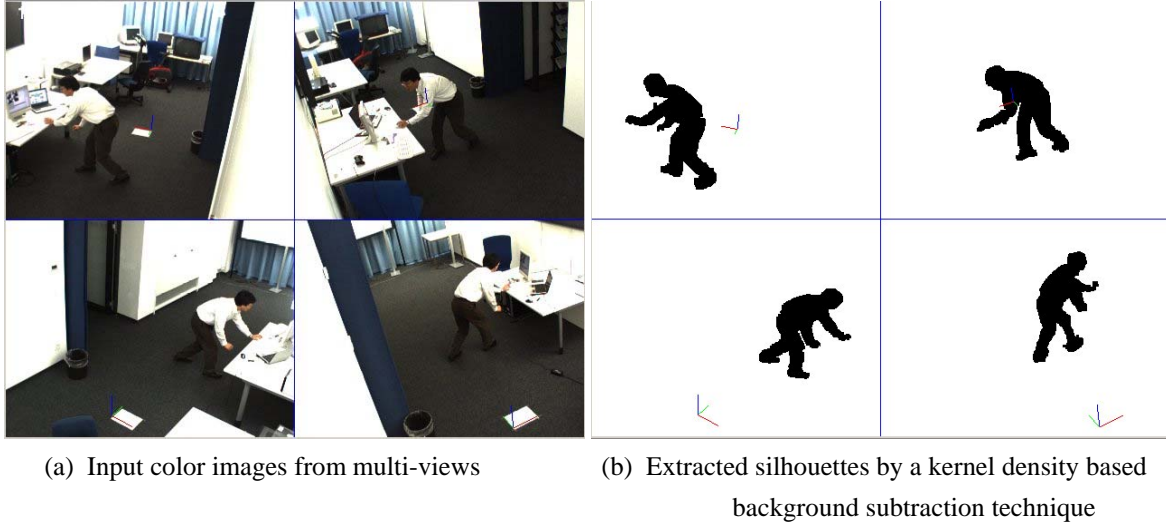 (a) Input color images from multi-views
(b) Extracted silhouettes by a kernel density based
background subtraction technique